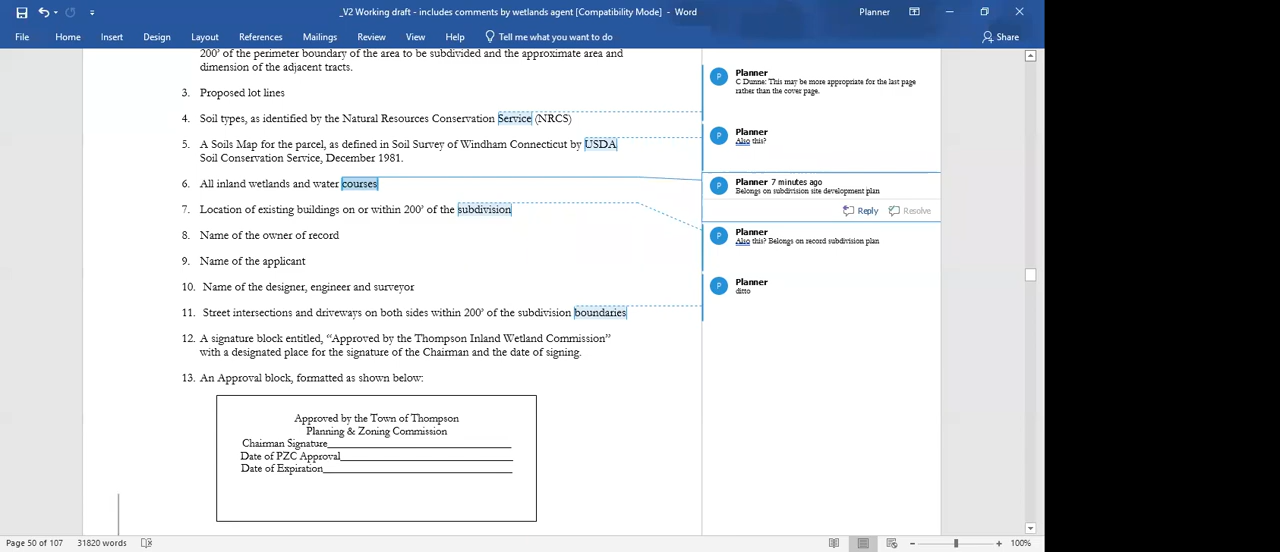 _V2 Working draft - includes comments by wetlands agent [Compatibility Mode] - Word
Planner
File Home Insert Design Layout References Mailings Review View Help Tell me what you want to do Share
200' of the perimeter boundary of the area to be subdivided and the approximate area and
dimension of the adjacent tracts.
3. Proposed lot lines
4. Soil types, as identified by the Natural Resources Conservation Service (NRCS)
5. A Soils Map for the parcel, as defined in Soil Survey of Windham Connecticut by USDA
Soil Conservation Service, December 1981.
6. All inland wetlands and water courses
7. Location of existing buildings on or within 200' of the subdivision
8. Name of the owner of record
9. Name of the applicant
10. Name of the designer, engineer and surveyor
11. Street intersections and driveways on both sides within 200' of the subdivision boundaries
12. A signature block entitled, “Approved by the Thompson Inland Wetland Commission”
with a designated place for the signature of the Chairman and the date of signing.
13. An Approval block, formatted as shown below:
Approved by the Town of Thompson
Planning & Zoning Commission
Chairman Signature
Date of PZC Approval
Date of Expiration
P
Planner
C Dunne: This may be more appropriate for the last page
rather than the cover page.
P
Planner
Also this?
P
Planner 7 minutes ago
Belongs on subdivision site development plan
Reply Resolve
P
Planner
Also this? Belongs on record subdivision plan
P
Planner
ditto
Page 50 of 107 31820 words
100%